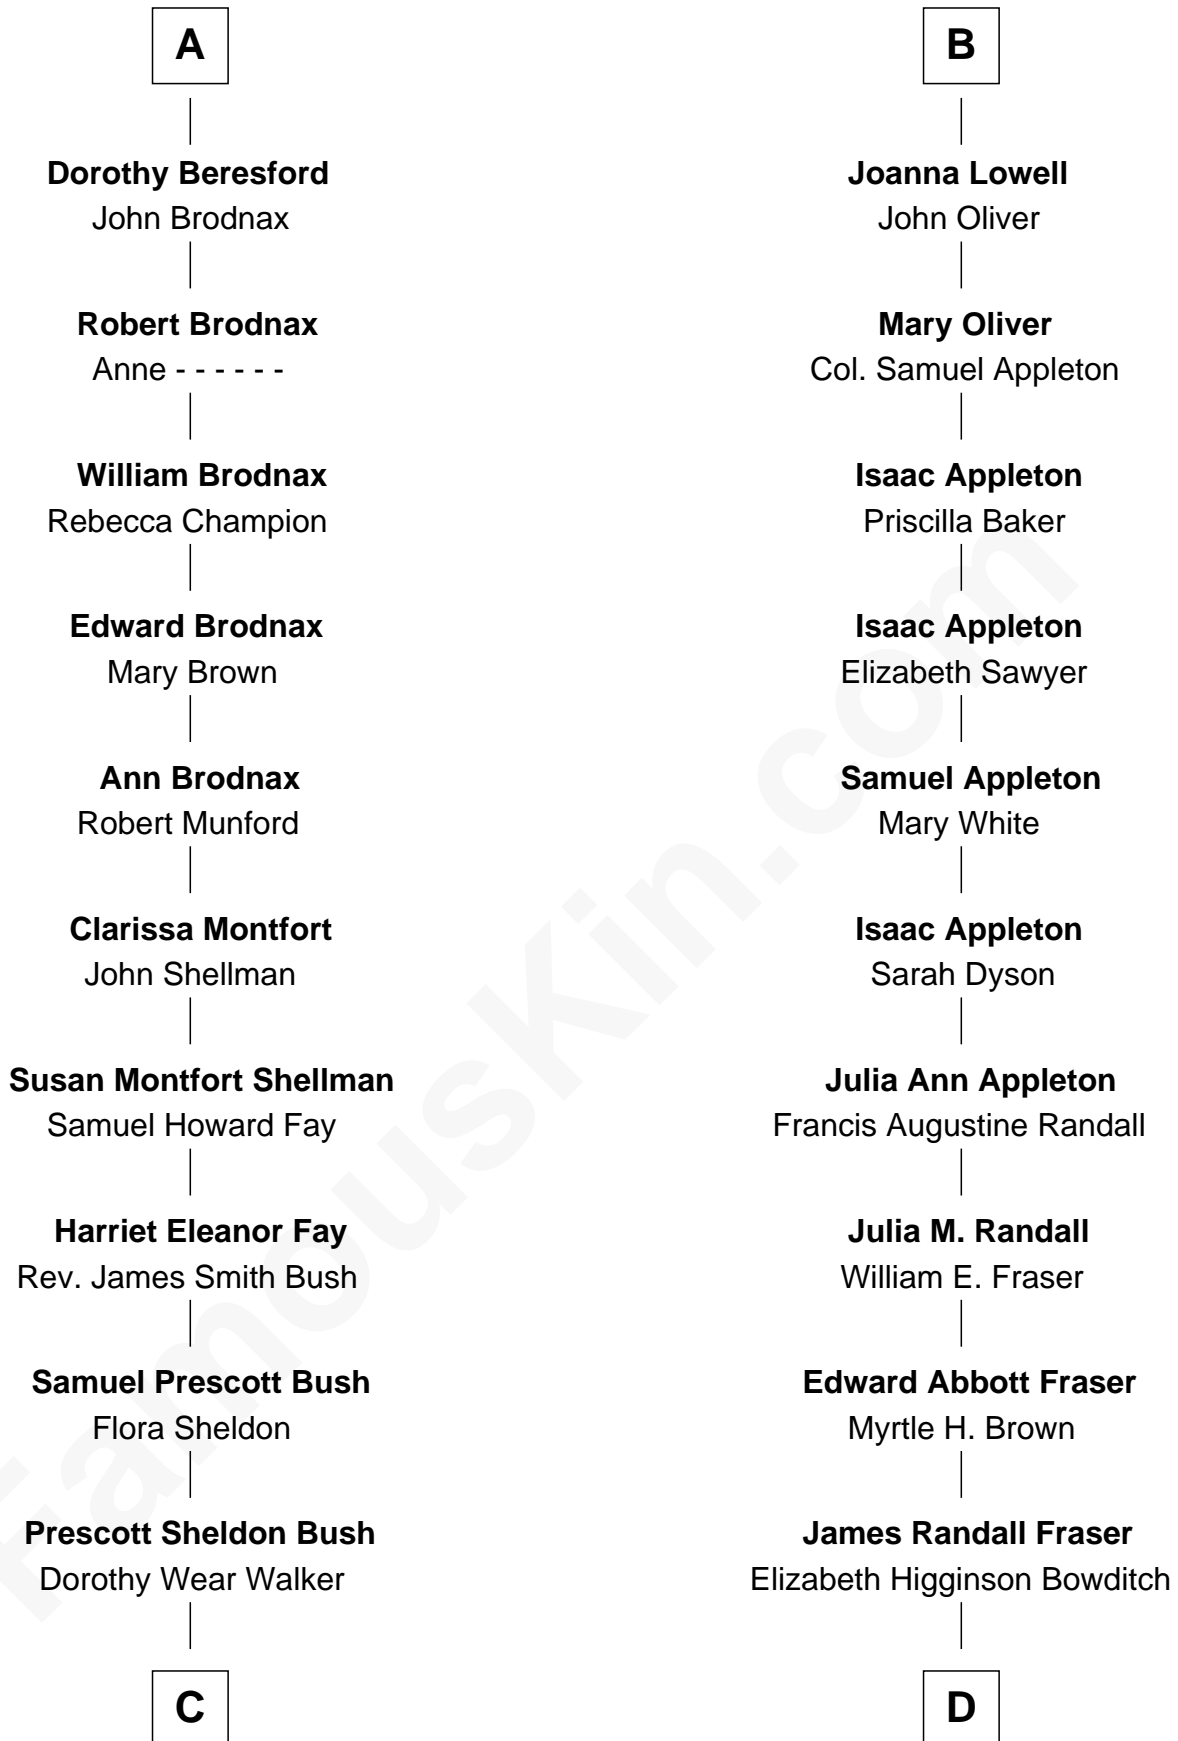 A
Dorothy Beresford
John Brodnax
Robert Brodnax
Anne - - - - - -
William Brodnax
Rebecca Champion
Edward Brodnax
Mary Brown
Ann Brodnax
Robert Munford
Clarissa Montfort
John Shellman
Susan Montfort Shellman
Samuel Howard Fay
Harriet Eleanor Fay
Rev. James Smith Bush
Samuel Prescott Bush
Flora Sheldon
Prescott Sheldon Bush
Dorothy Wear Walker
C
B
Joanna Lowell
John Oliver
Mary Oliver
Col. Samuel Appleton
Isaac Appleton
Priscilla Baker
Isaac Appleton
Elizabeth Sawyer
Samuel Appleton
Mary White
Isaac Appleton
Sarah Dyson
Julia Ann Appleton
Francis Augustine Randall
Julia M. Randall
William E. Fraser
Edward Abbott Fraser
Myrtle H. Brown
James Randall Fraser
Elizabeth Higginson Bowditch
D
FamousKin.com